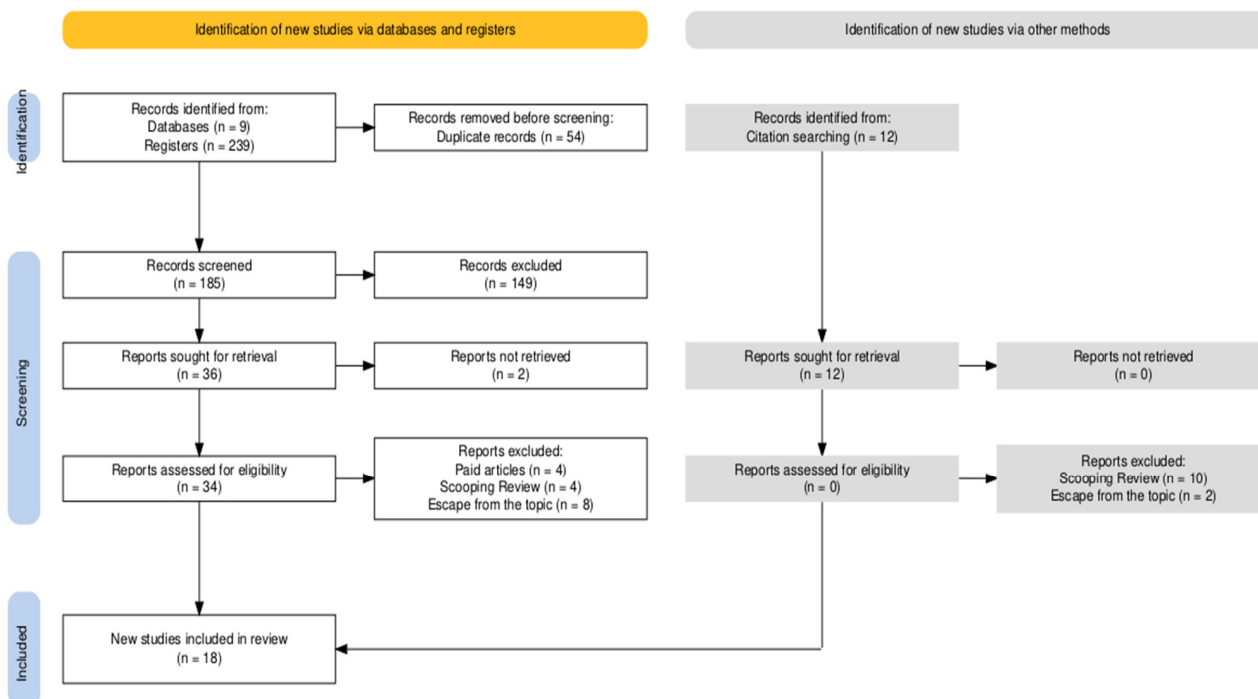 Identification of new studies via databases and registers
Identification of new studies via other methods
Identification
Records identified from:
Databases (n = 9)
Registers (n = 239)
Records removed before screening:
Duplicate records (n = 54)
Records identified from:
Citation searching (n = 12)
Screening
Records screened
(n = 185)
Records excluded
(n = 149)
Reports sought for retrieval
(n = 36)
Reports not retrieved
(n = 2)
Reports sought for retrieval
(n = 12)
Reports not retrieved
(n = 0)
Reports assessed for eligibility
(n = 34)
Reports excluded:
Paid articles (n = 4)
Scooping Review (n = 4)
Escape from the topic (n = 8)
Reports assessed for eligibility
(n = 0)
Reports excluded:
Scooping Review (n = 10)
Escape from the topic (n = 2)
Included
New studies included in review
(n = 18)